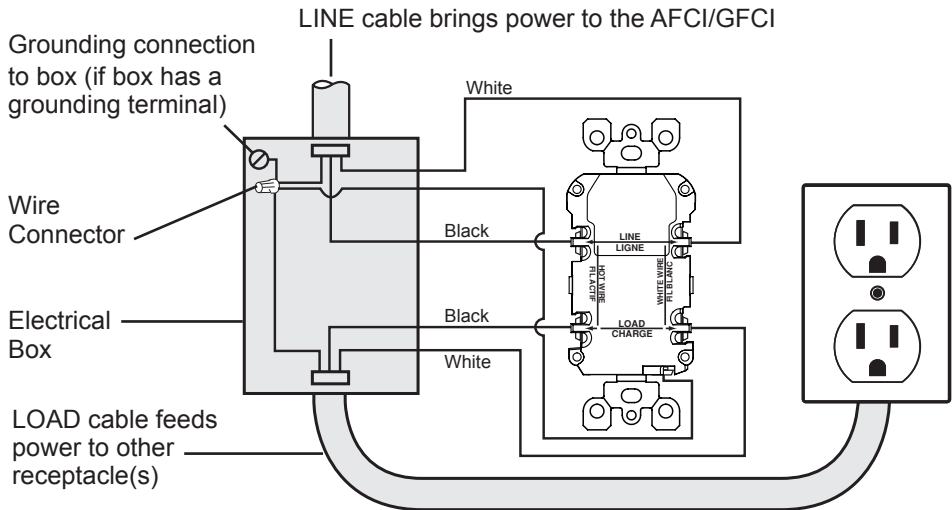 LINE cable brings power to the AFCI/GFCI
Grounding connection
to box (if box has a
grounding terminal)
White
Wire
Connector
Black
LINE
LIGNE
HOT WIRE
FIL ACTIF
WHITE WIRE
FIL BLANC
Electrical
Box
Black
LOAD
CHARGE
White
LOAD cable feeds
power to other
receptacle(s)